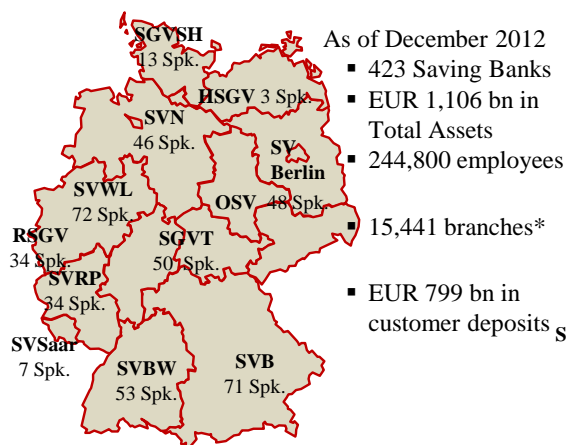 SGVSH
13 Spk.
HSGV 3 Spk.
SVN
46 Spk.
SV
Berlin
SVWL
72 Spk.
OSV 48 Spk.
RSGV
34 Spk.
SGVT
50 Spk.
SVRP
34 Spk.
SVSaar
7 Spk.
SVBW
53 Spk.
SVB
71 Spk.
As of December 2012
▪ 423 Saving Banks
▪ EUR 1,106 bn in
Total Assets
▪ 244,800 employees
▪ 15,441 branches*
▪ EUR 799 bn in
customer deposits
S